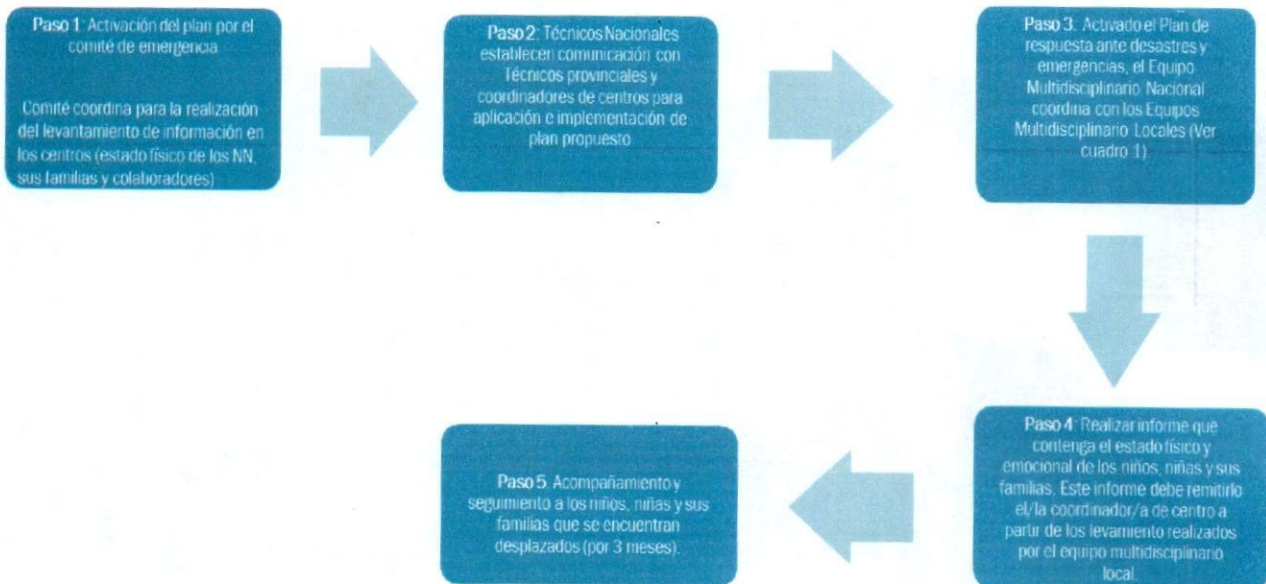 Paso 1: Activación del plan por el
comité de emergencia
Comité coordina para la realización
del levantamiento de información en
los centros (estado físico de los NN,
sus familias y colaboradores)
Paso 2: Técnicos Nacionales
establecen comunicación con
Técnicos provinciales y
coordinadores de centros para
aplicación e implementación de
plan propuesto
Paso 3. Activado el Plan de
respuesta ante desastres y
emergencias, el Equipo
Multidisciplinario Nacional
coordina con los Equipos
Multidisciplinario Locales (Ver
cuadro 1)
Paso 4: Realizar informe que
contenga el estado físico y
emocional de los niños, niñas y sus
familias. Este informe debe remitirlo
el/la coordinador/a de centro a
partir de los levamiento realizados
por el equipo multidisciplinario
local.
Paso 5. Acompañamiento y
seguimiento a los niños, niñas y sus
familias que se encuentran
desplazados (por 3 meses).